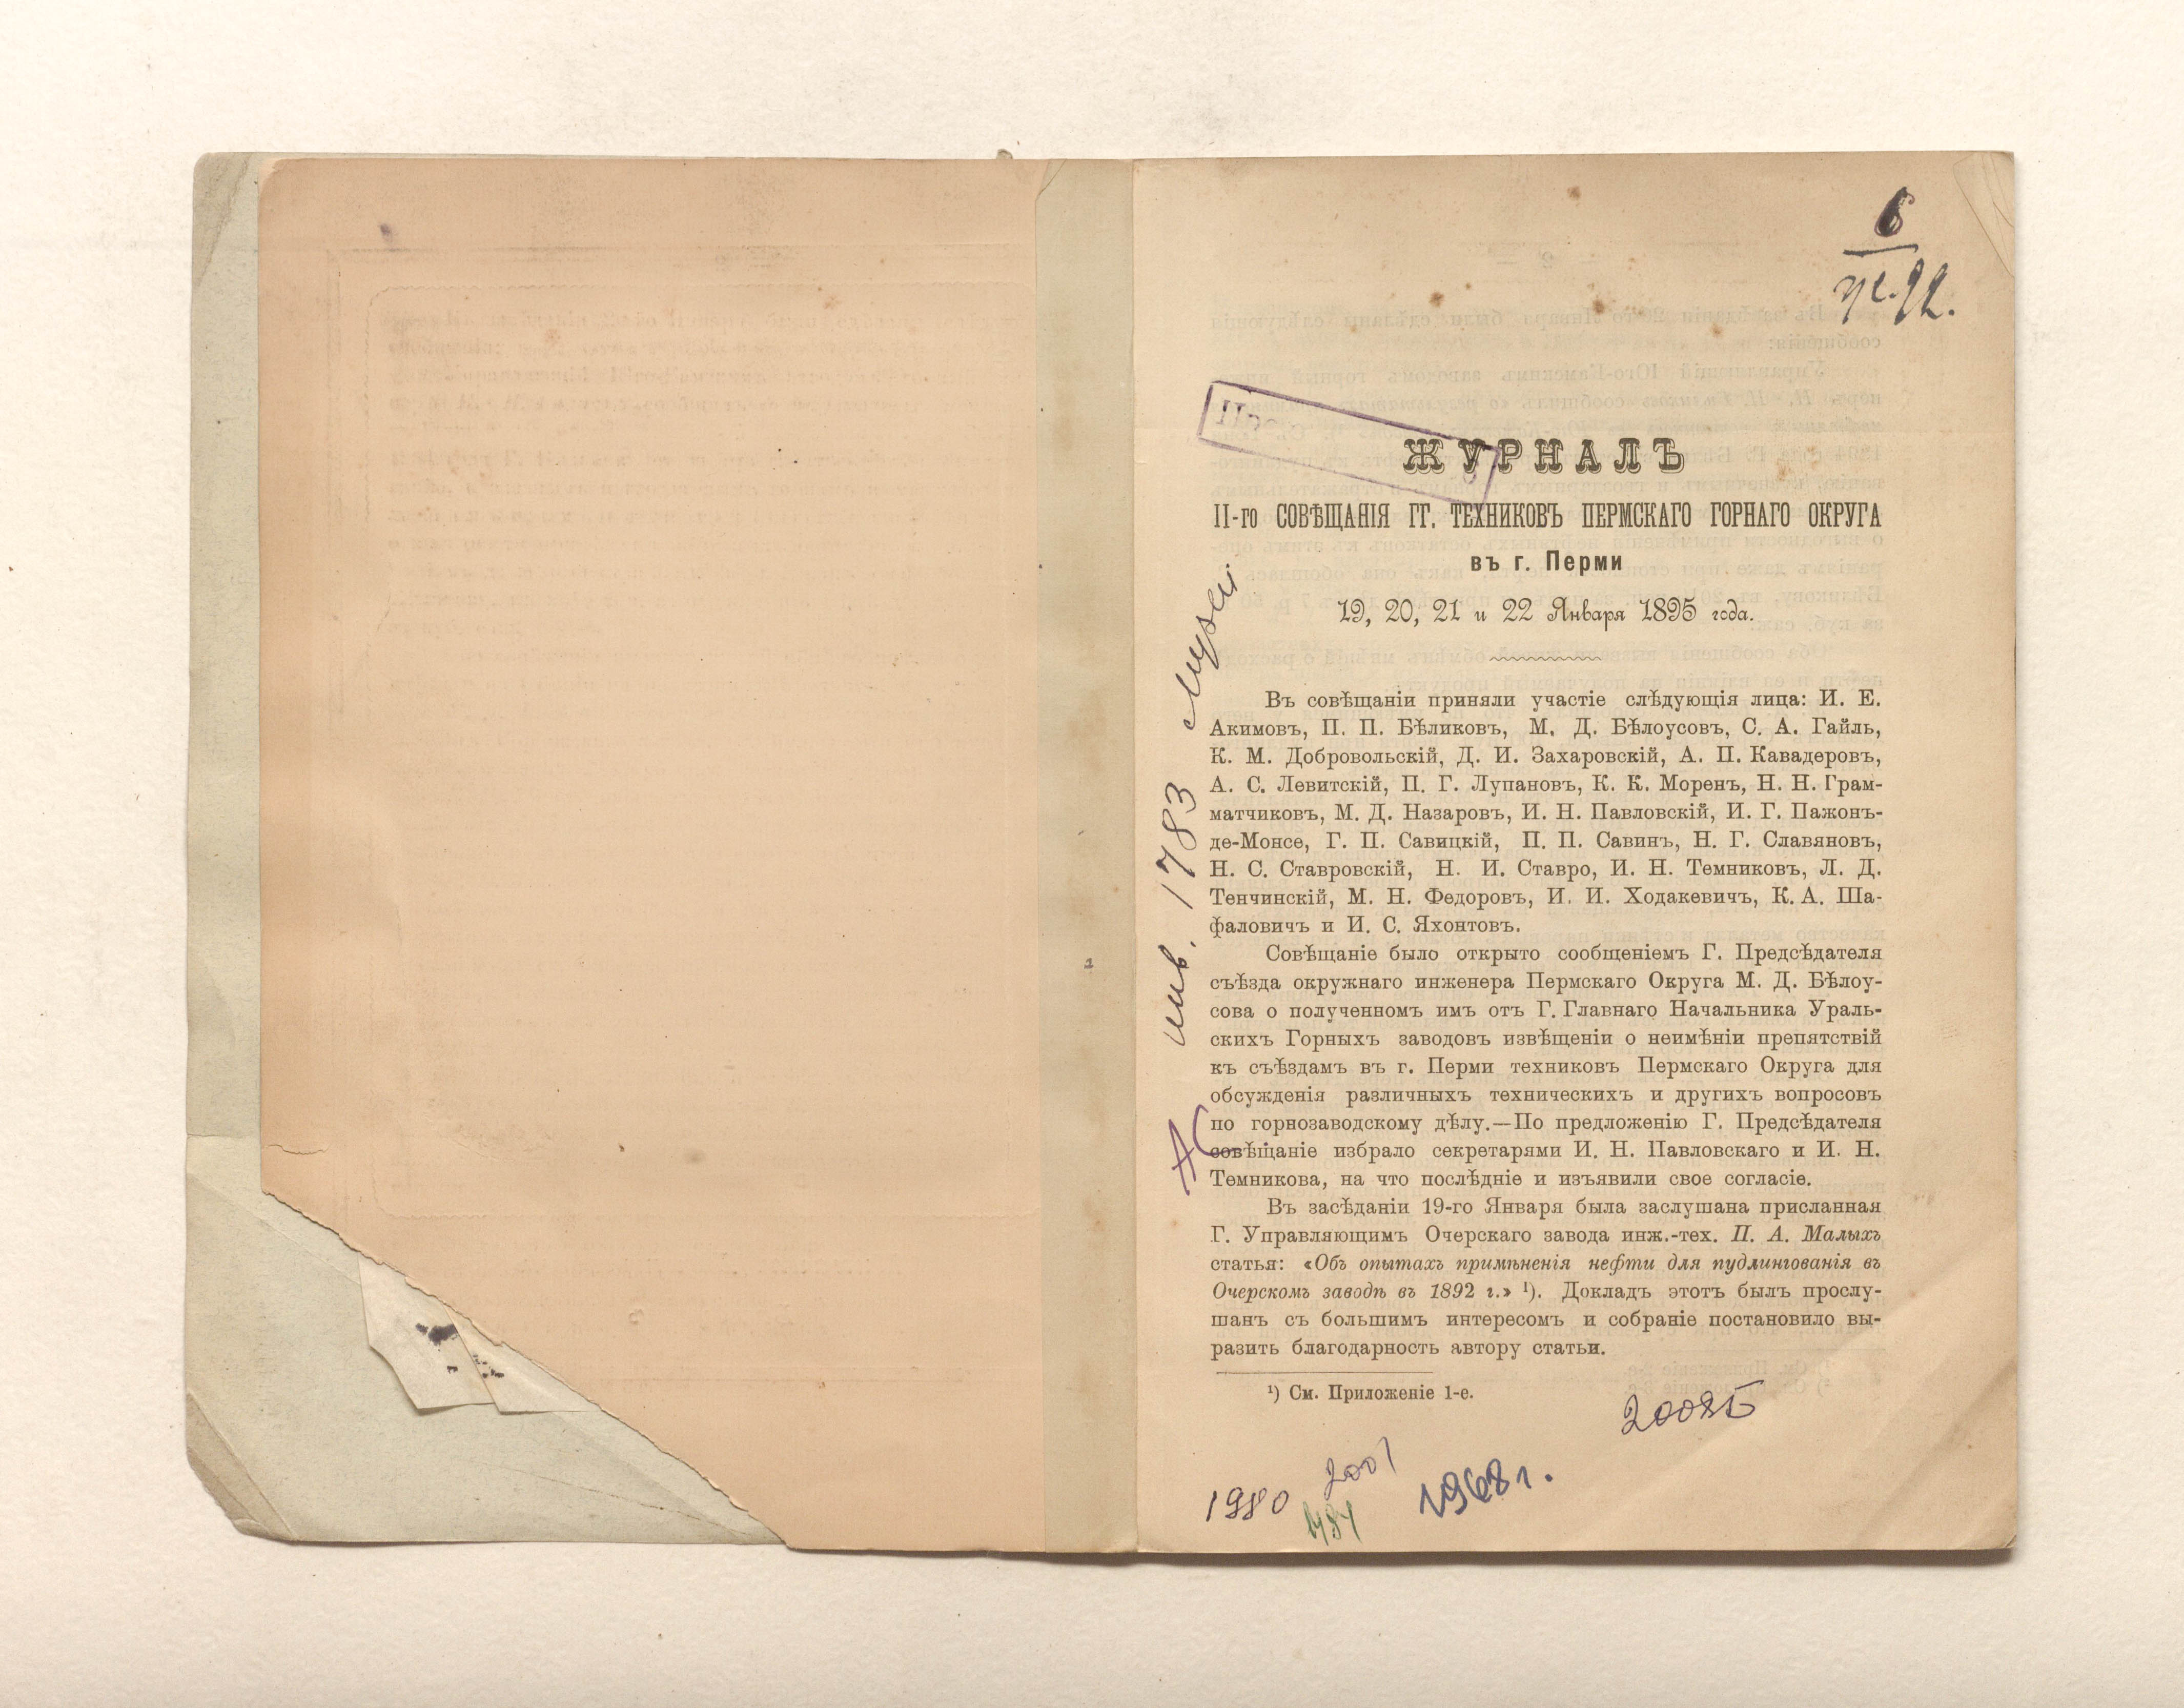 6
ЖУРНАЛЪ
II-го СОВѢЩАНІЯ ГГ. ТЕХНИКОВЪ ПЕРМСКАГО ГОРНАГО ОКРУГА
въ г. Перми
19, 20, 21 и 22 Января 1895 года.
Въ совѣщаніи приняли участіе слѣдующія лица: И. Е.
Акимовъ, П. П. Бѣликовъ, М. Д. Бѣлоусовъ, С. А. Гайль,
К. М. Добровольскій, Д. И. Захаровскій, А. П. Кавадеровъ,
А. С. Левитскій, П. Г. Лупановъ, К. К. Моренъ, Н. Н. Грам-
матчиковъ, М. Д. Назаровъ, И. Н. Павловскій, И. Г. Пажонъ-
де-Монсе, Г. П. Савицкій, П. П. Савинъ, Н. Г. Славяновъ,
Н. С. Ставровскій, Н. И. Ставро, И. Н. Темниковъ, Л. Д.
Тенчинскій, М. Н. Федоровъ, И. И. Ходакевичъ, К. А. Ша-
фаловичъ и И. С. Яхонтовъ.
Совѣщаніе было открыто сообщеніемъ Г. Предсѣдателя
съѣзда окружнаго инженера Пермскаго Округа М. Д. Бѣлоу-
сова о полученномъ имъ отъ Г. Главнаго Начальника Ураль-
скихъ Горныхъ заводовъ извѣщеніи о неимѣніи препятствій
къ съѣздамъ въ г. Перми техниковъ Пермскаго Округа для
обсужденія различныхъ техническихъ и другихъ вопросовъ
по горнозаводскому дѣлу.—По предложенію Г. Предсѣдателя
совѣщаніе избрало секретарями И. Н. Павловскаго и И. Н.
Темникова, на что послѣдніе и изъявили свое согласіе.
Въ засѣданіи 19-го Января была заслушана присланная
Г. Управляющимъ Очерскаго завода инж.-тех. П. А. Малыхъ
статья: «Объ опытахъ примѣненія нефти для пудлингованія въ
Очерскомъ заводѣ въ 1892 г.» ¹). Докладъ этотъ былъ прослу-
шанъ съ большимъ интересомъ и собраніе постановило вы-
разить благодарность автору статьи.
¹) См. Приложеніе 1-е.
инв. 1783 музей
АС
2001
1980
1968 г.